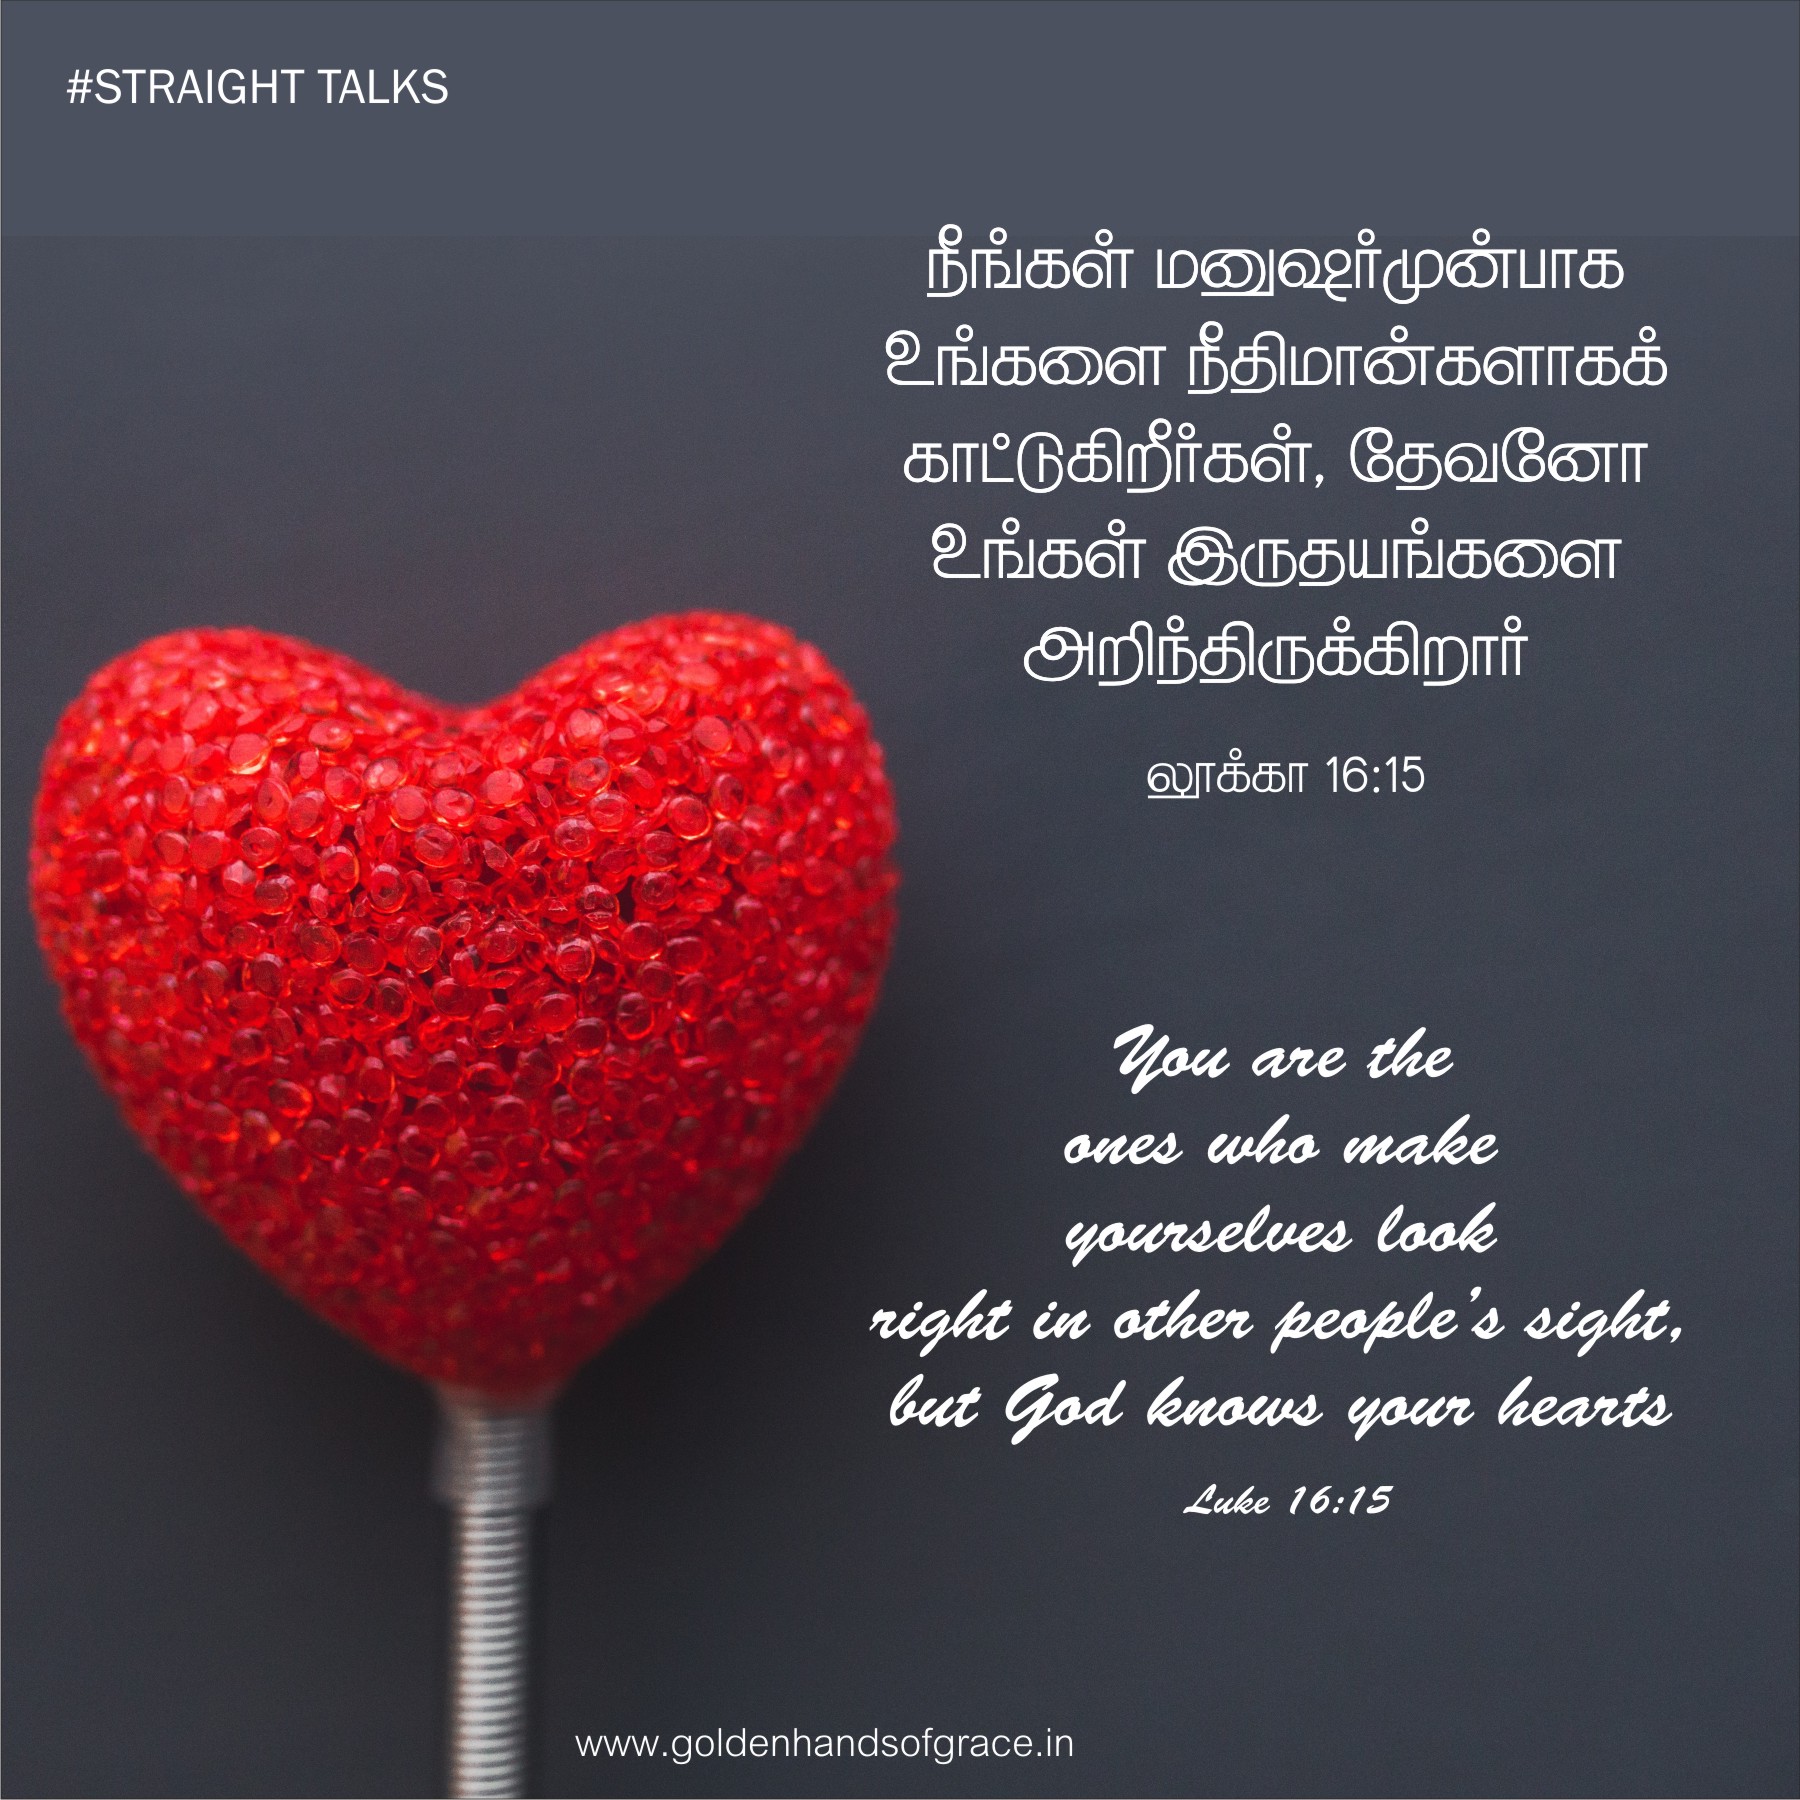 #STRAIGHT TALKS
நீங்கள் மனுஷர்முன்பாக
உங்களை நீதிமான்களாகக்
காட்டுகிறீர்கள், தேவனோ
உங்கள் இருதயங்களை
அறிந்திருக்கிறார்
லூக்கா 16:15
You are the
ones who make
yourselves look
right in other people's sight,
but God knows your hearts
Luke 16:15
www.goldenhandsofgrace.in